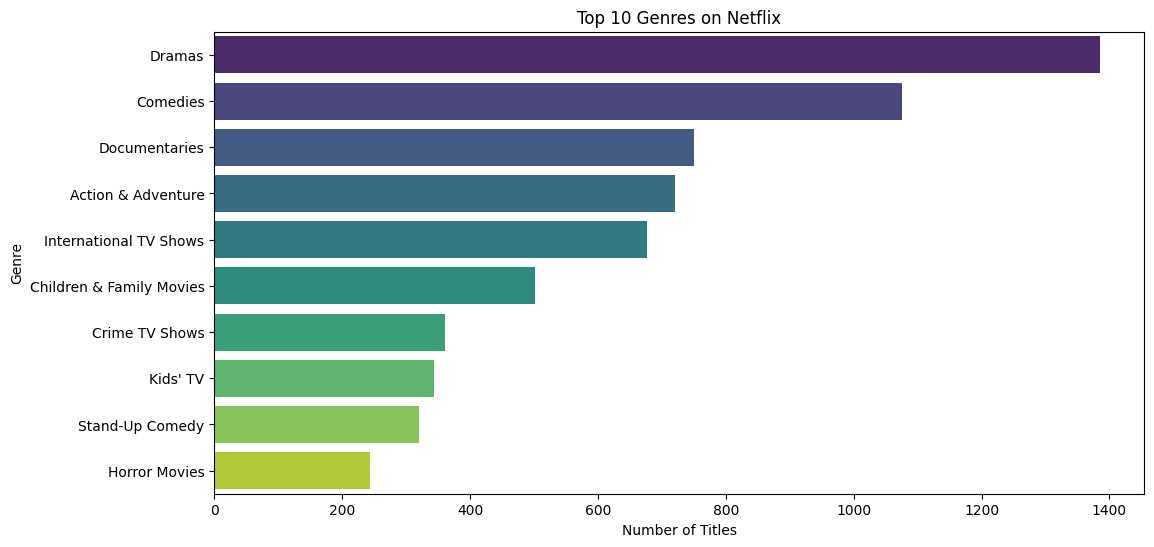 Top 10 Genres on Netflix
Genre
Dramas
Comedies
Documentaries
Action & Adventure
International TV Shows
Children & Family Movies
Crime TV Shows
Kids' TV
Stand-Up Comedy
Horror Movies
0 200 400 600 800 1000 1200 1400
Number of Titles